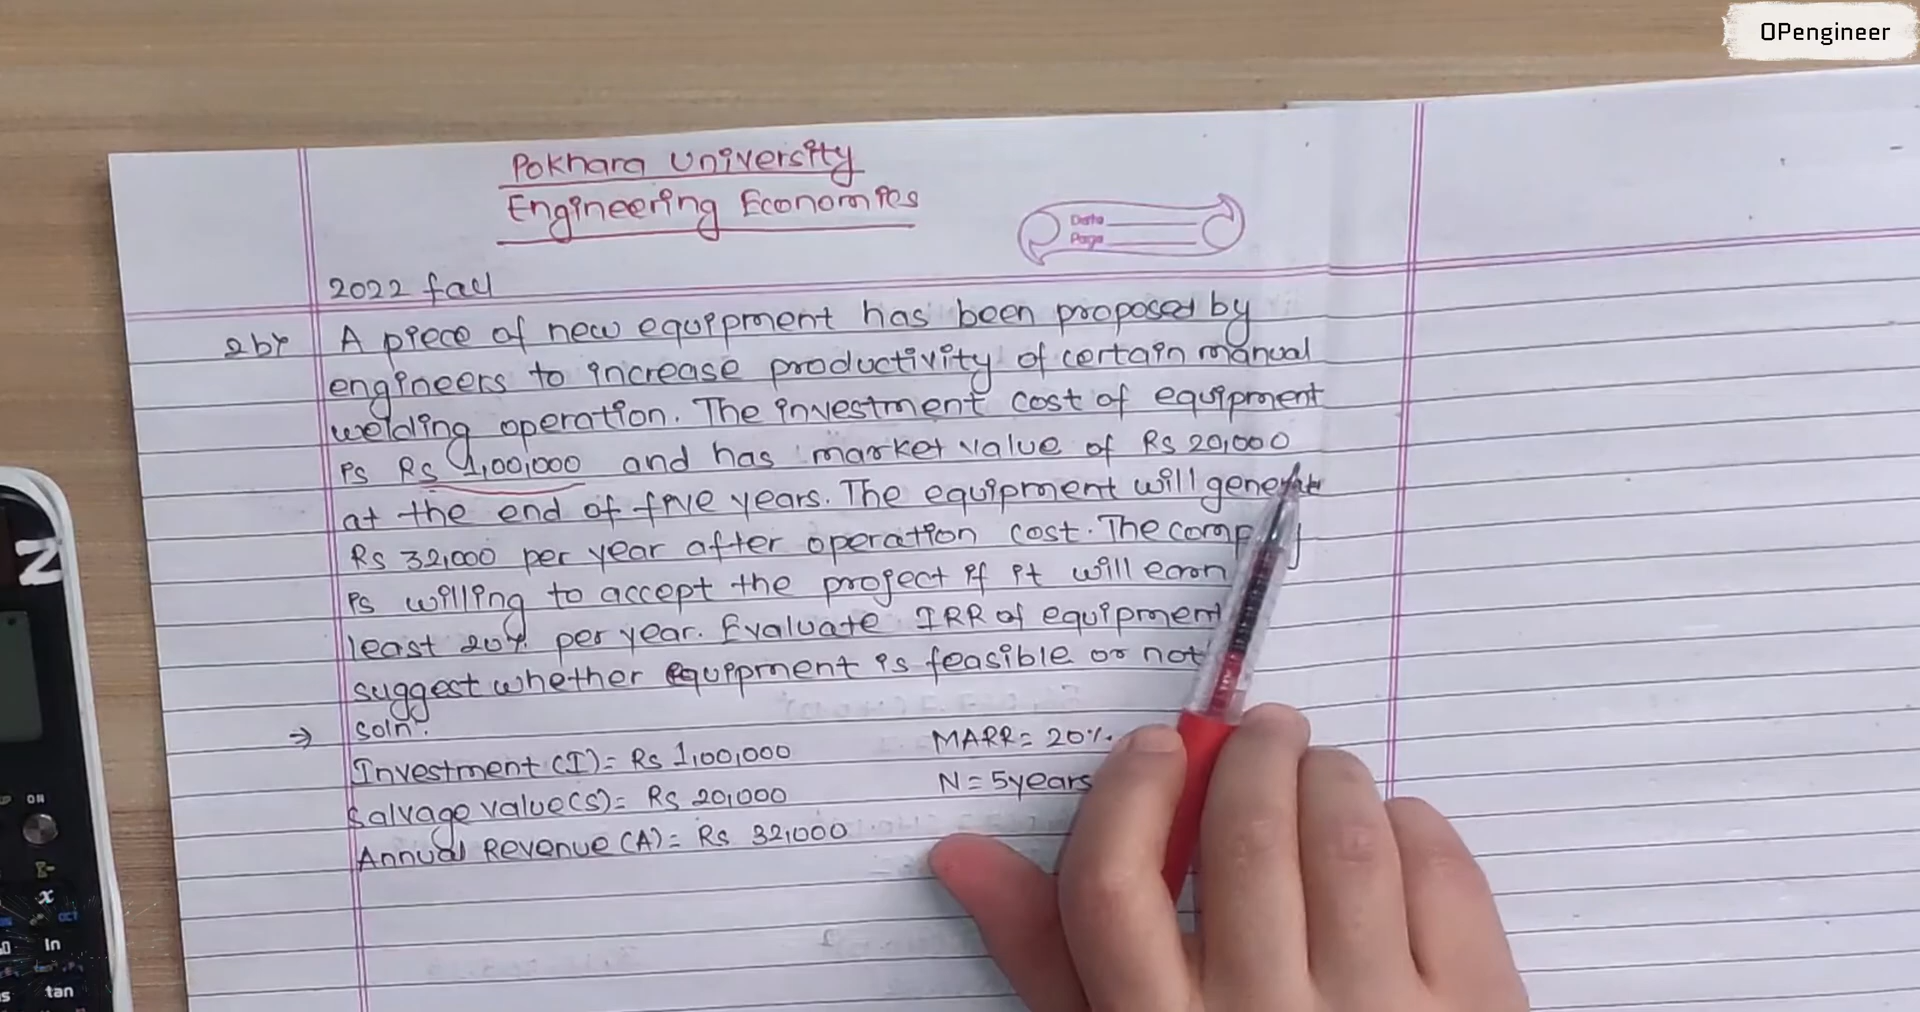 OPengineer
Pokhara University
Engineering Economics
Date
Page
2022 fall
2b) A piece of new equipment has been proposed by
engineers to increase productivity of certain manual
welding operation. The investment cost of equipment
is Rs 1,00,000 and has market value of Rs 20,000
at the end of five years. The equipment will generate
Rs 32,000 per year after operation cost. The
is willing to accept the project if it will earn
least 20% per year. Evaluate IRR of equipment
suggest whether equipment is feasible or not
→ soln:
Investment (I) = Rs 1,00,000 MARR = 20%
Salvage value(s) = Rs 20,000 N = 5years
Annual Revenue (A) = Rs 32,000
N
ON
x
OCT
ln
tan